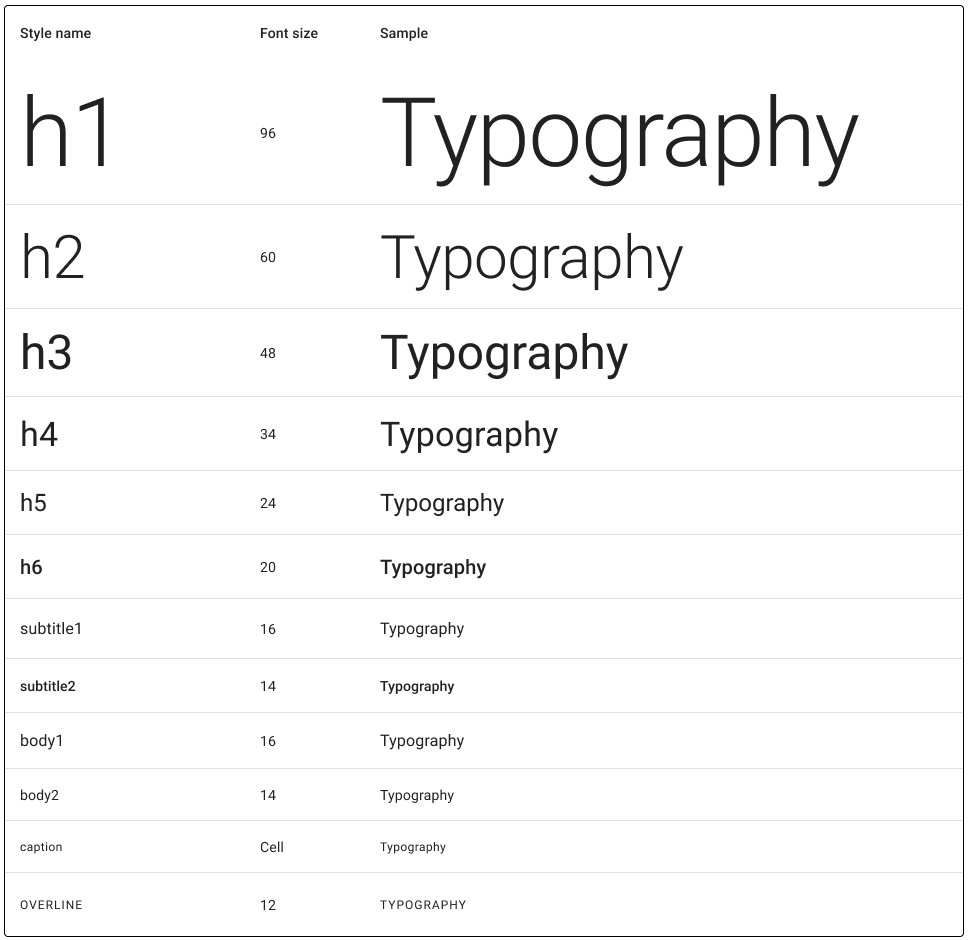 Style name Font size Sample
h1 96 Typography
h2 60 Typography
h3 48 Typography
h4 34 Typography
h5 24 Typography
h6 20 Typography
subtitle1 16 Typography
subtitle2 14 Typography
body1 16 Typography
body2 14 Typography
caption Cell Typography
OVERLINE 12 TYPOGRAPHY